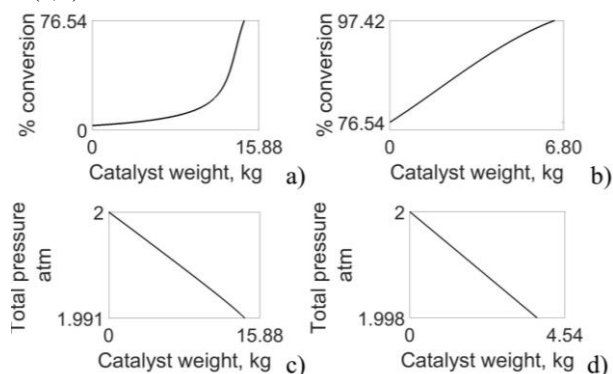 76.54
% conversion
0
0
15.88
Catalyst weight, kg
a)
97.42
% conversion
76.54
0
6.80
Catalyst weight, kg
b)
2
Total pressure
atm
1.991
0
15.88
Catalyst weight, kg
c)
2
Total pressure
atm
1.998
0
4.54
Catalyst weight, kg
d)